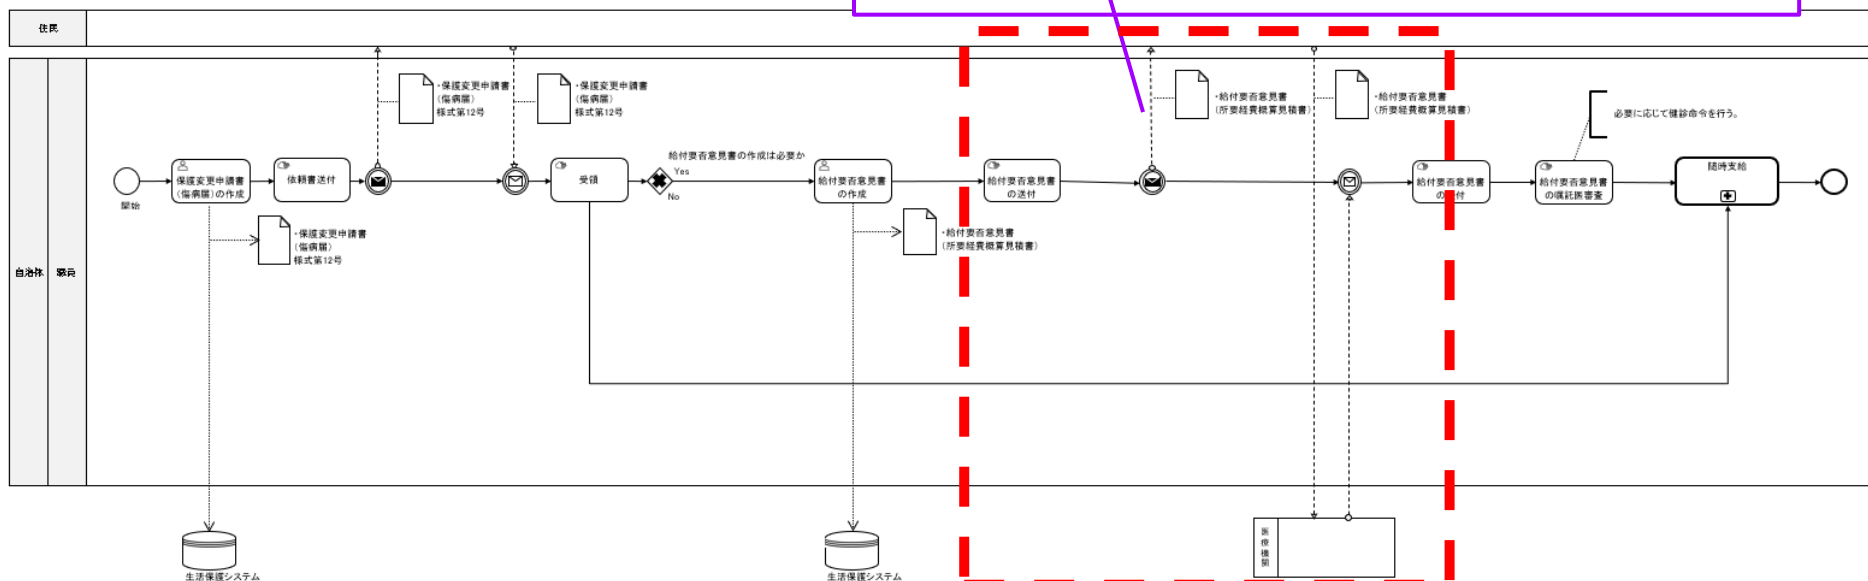 住民
・保護変更申請書
(傷病届)
様式第12号
・保護変更申請書
(傷病届)
様式第12号
・給付要否意見書
(所要経費概算見積書)
・給付要否意見書
(所要経費概算見積書)
必要に応じて健診命令を行う。
給付要否意見書の作成は必要か
Yes
No
開始
保護変更申請書
(傷病届)の作成
依頼書送付
受領
給付要否意見書
の作成
給付要否意見書
の送付
給付要否意見書
の 付
給付要否意見書
の嘱託医審査
随時支給
・保護変更申請書
(傷病届)
様式第12号
・給付要否意見書
(所要経費概算見積書)
自治体
職員
医療機関
生活保護システム
生活保護システム